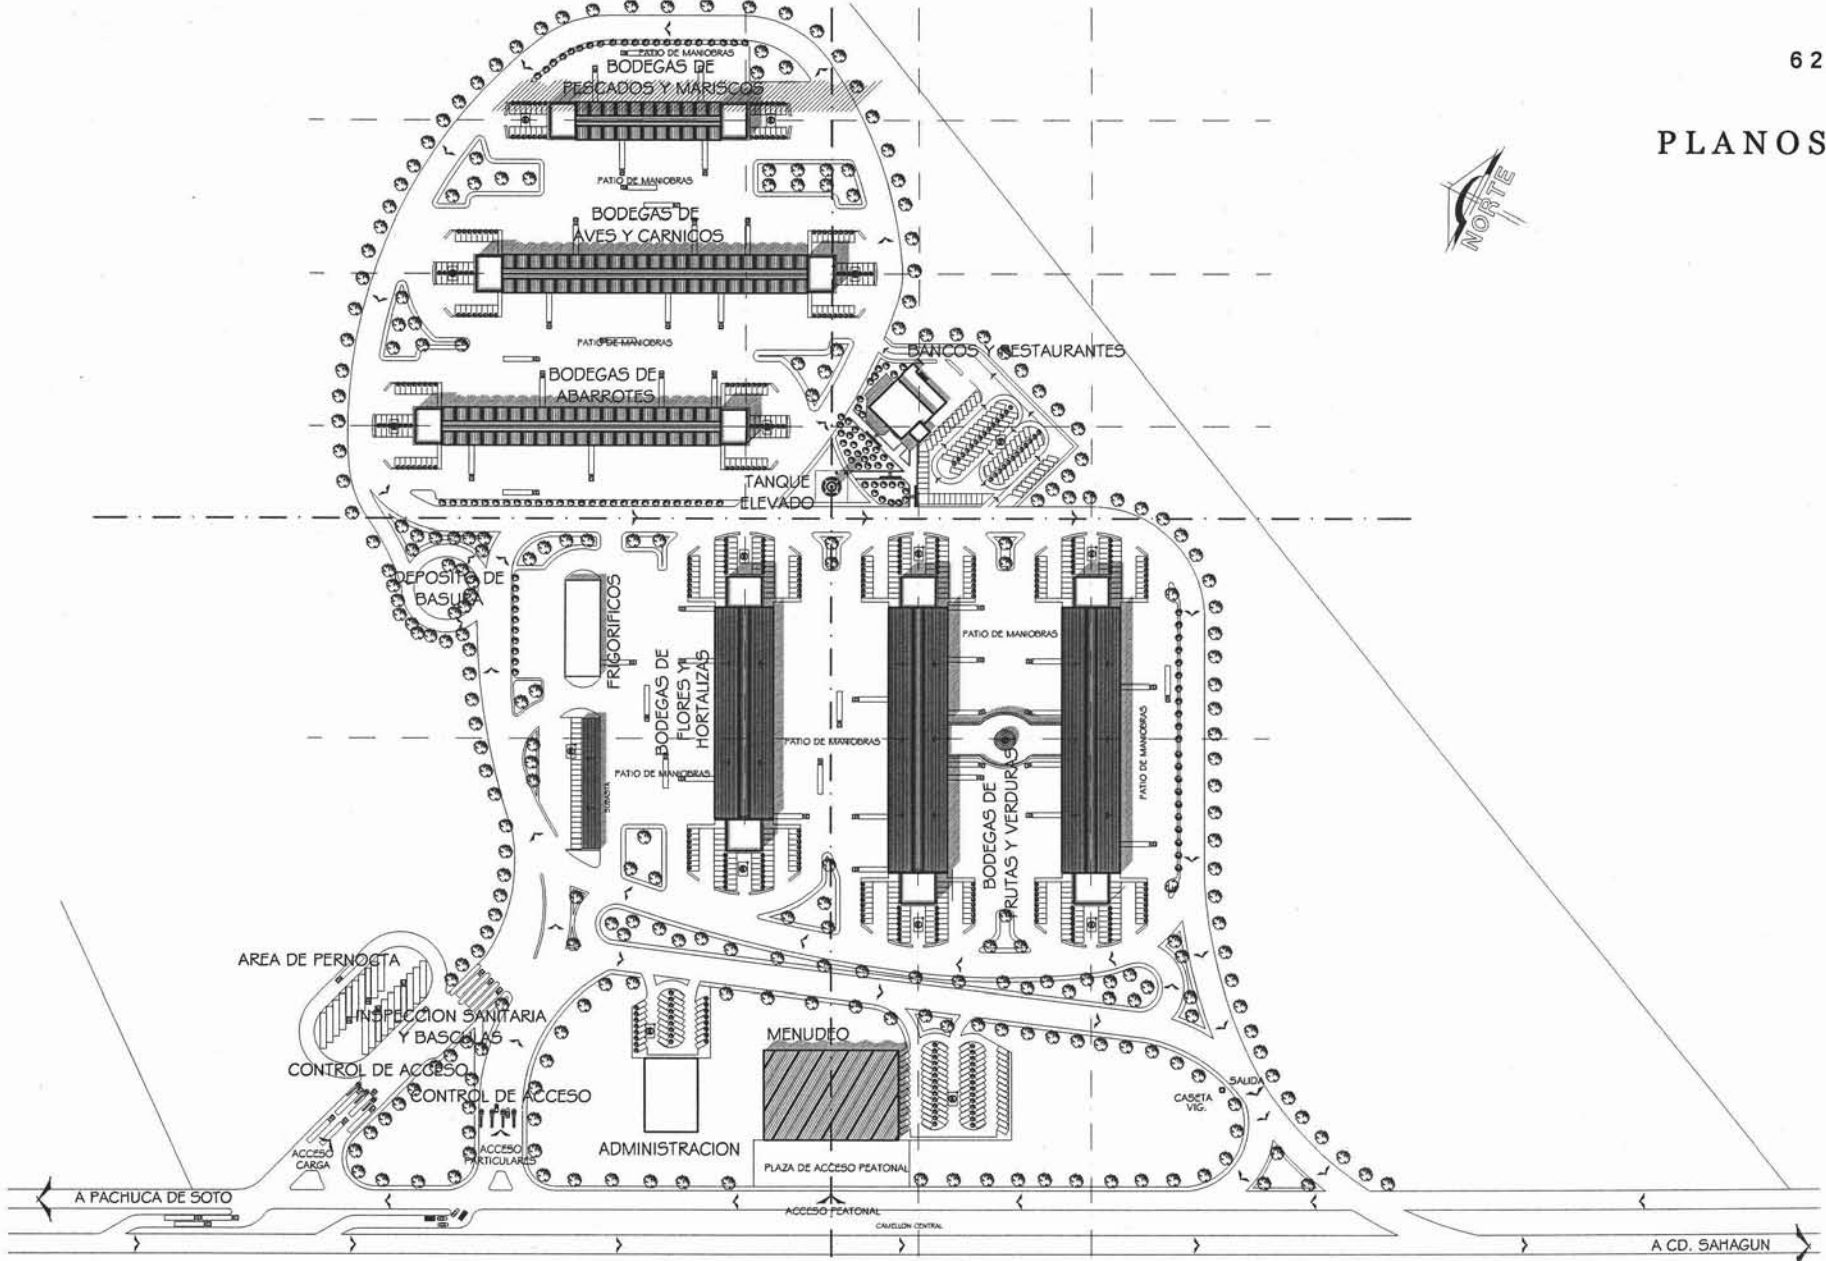 62
PLANOS
NORTE
PATIO DE MANIOBRAS
BODEGAS DE
PESCADOS Y MARISCOS
PATIO DE MANIOBRAS
BODEGAS DE
AVES Y CARNICOS
PATIO DE MANIOBRAS
BANCOS Y RESTAURANTES
BODEGAS DE
ABARROTES
TANQUE
ELEVADO
DEPOSITO DE
BASURA
FRIGORIFICOS
BODEGAS DE
FLORES Y
HORTALIZAS
PATIO DE MANIOBRAS
PATIO DE MANIOBRAS
PATIO DE MANIOBRAS
PATIO DE MANIOBRAS
SUBASTA
BODEGAS DE
FRUTAS Y VERDURAS
AREA DE PERNOCTA
INSPECCION SANITARIA
Y BASCULAS
MENUDEO
CONTROL DE ACCESO
CONTROL DE ACCESO
SALIDA
CASETA
VIG.
ACCESO
CARGA
ACCESO
PARTICULARES
ADMINISTRACION
PLAZA DE ACCESO PEATONAL
A PACHUCA DE SOTO
ACCESO PEATONAL
CAMELLON CENTRAL
A CD. SAHAGUN